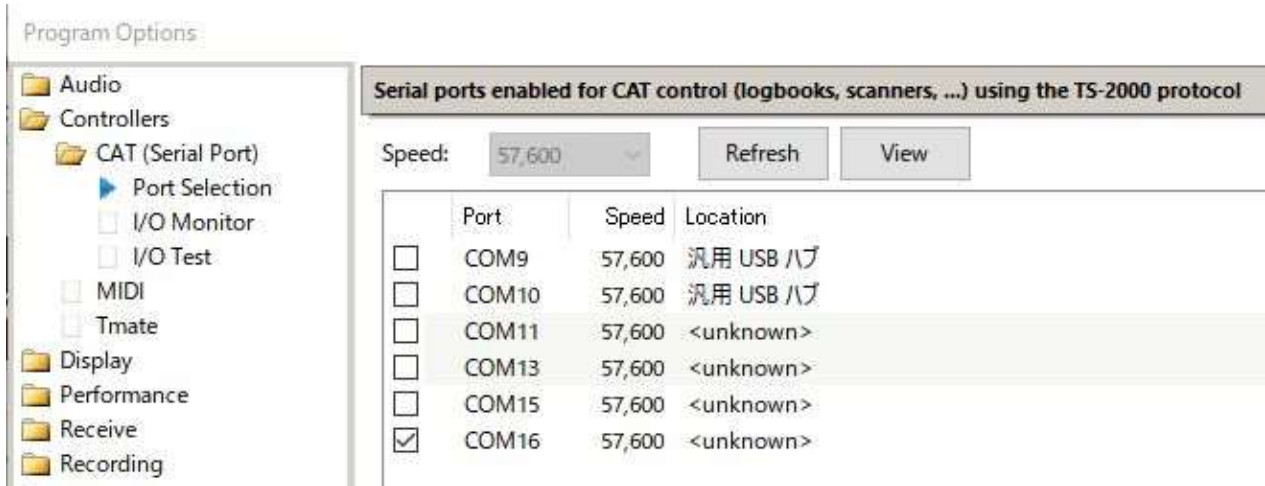 Program Options
Audio
Controllers
CAT (Serial Port)
Port Selection
I/O Monitor
I/O Test
MIDI
Tmate
Display
Performance
Receive
Recording
Serial ports enabled for CAT control (logbooks, scanners, ...) using the TS-2000 protocol
Speed: 57,600 Refresh View
Port Speed Location
COM9 57,600 汎用 USB ハブ
COM10 57,600 汎用 USB ハブ
COM11 57,600 <unknown>
COM13 57,600 <unknown>
COM15 57,600 <unknown>
COM16 57,600 <unknown>